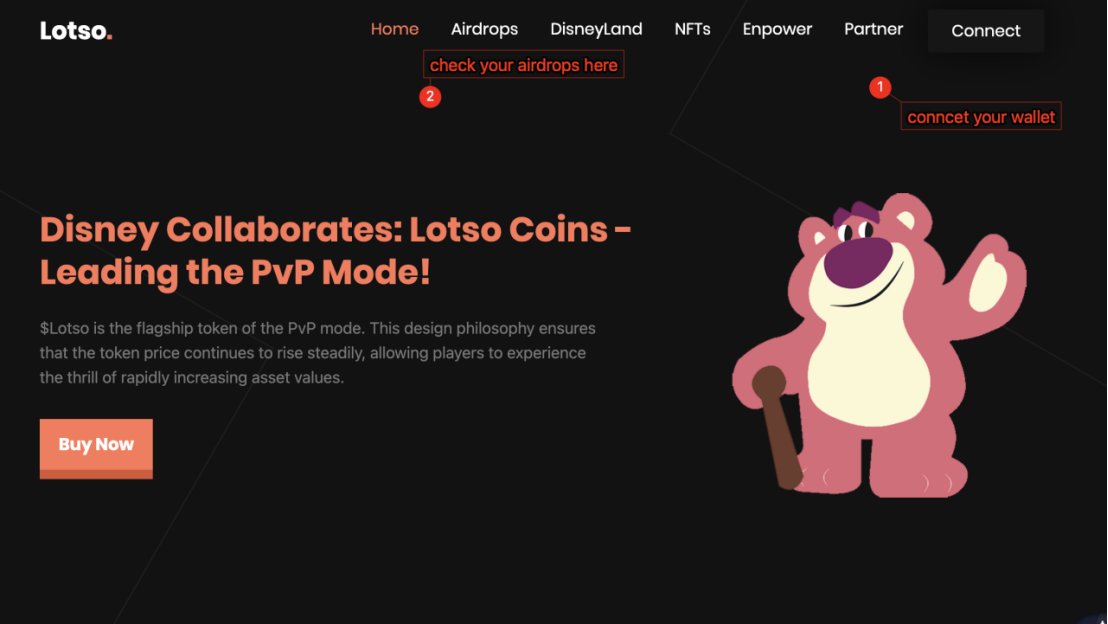 Lotso.
Home Airdrops DisneyLand NFTs Enpower Partner Connect
check your airdrops here
2
1
conncet your wallet
Disney Collaborates: Lotso Coins -
Leading the PvP Mode!
$Lotso is the flagship token of the PvP mode. This design philosophy ensures
that the token price continues to rise steadily, allowing players to experience
the thrill of rapidly increasing asset values.
Buy Now